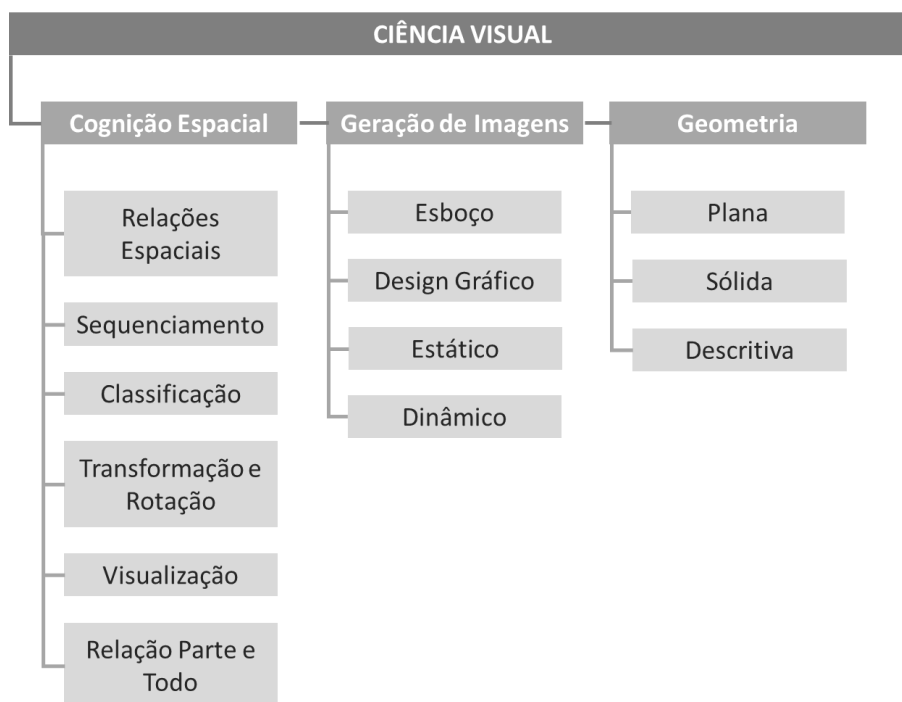 CIÊNCIA VISUAL
Cognição Espacial
Relações
Espaciais
Sequenciamento
Classificação
Transformação e
Rotação
Visualização
Relação Parte e
Todo
Geração de Imagens
Esboço
Design Gráfico
Estático
Dinâmico
Geometria
Plana
Sólida
Descritiva